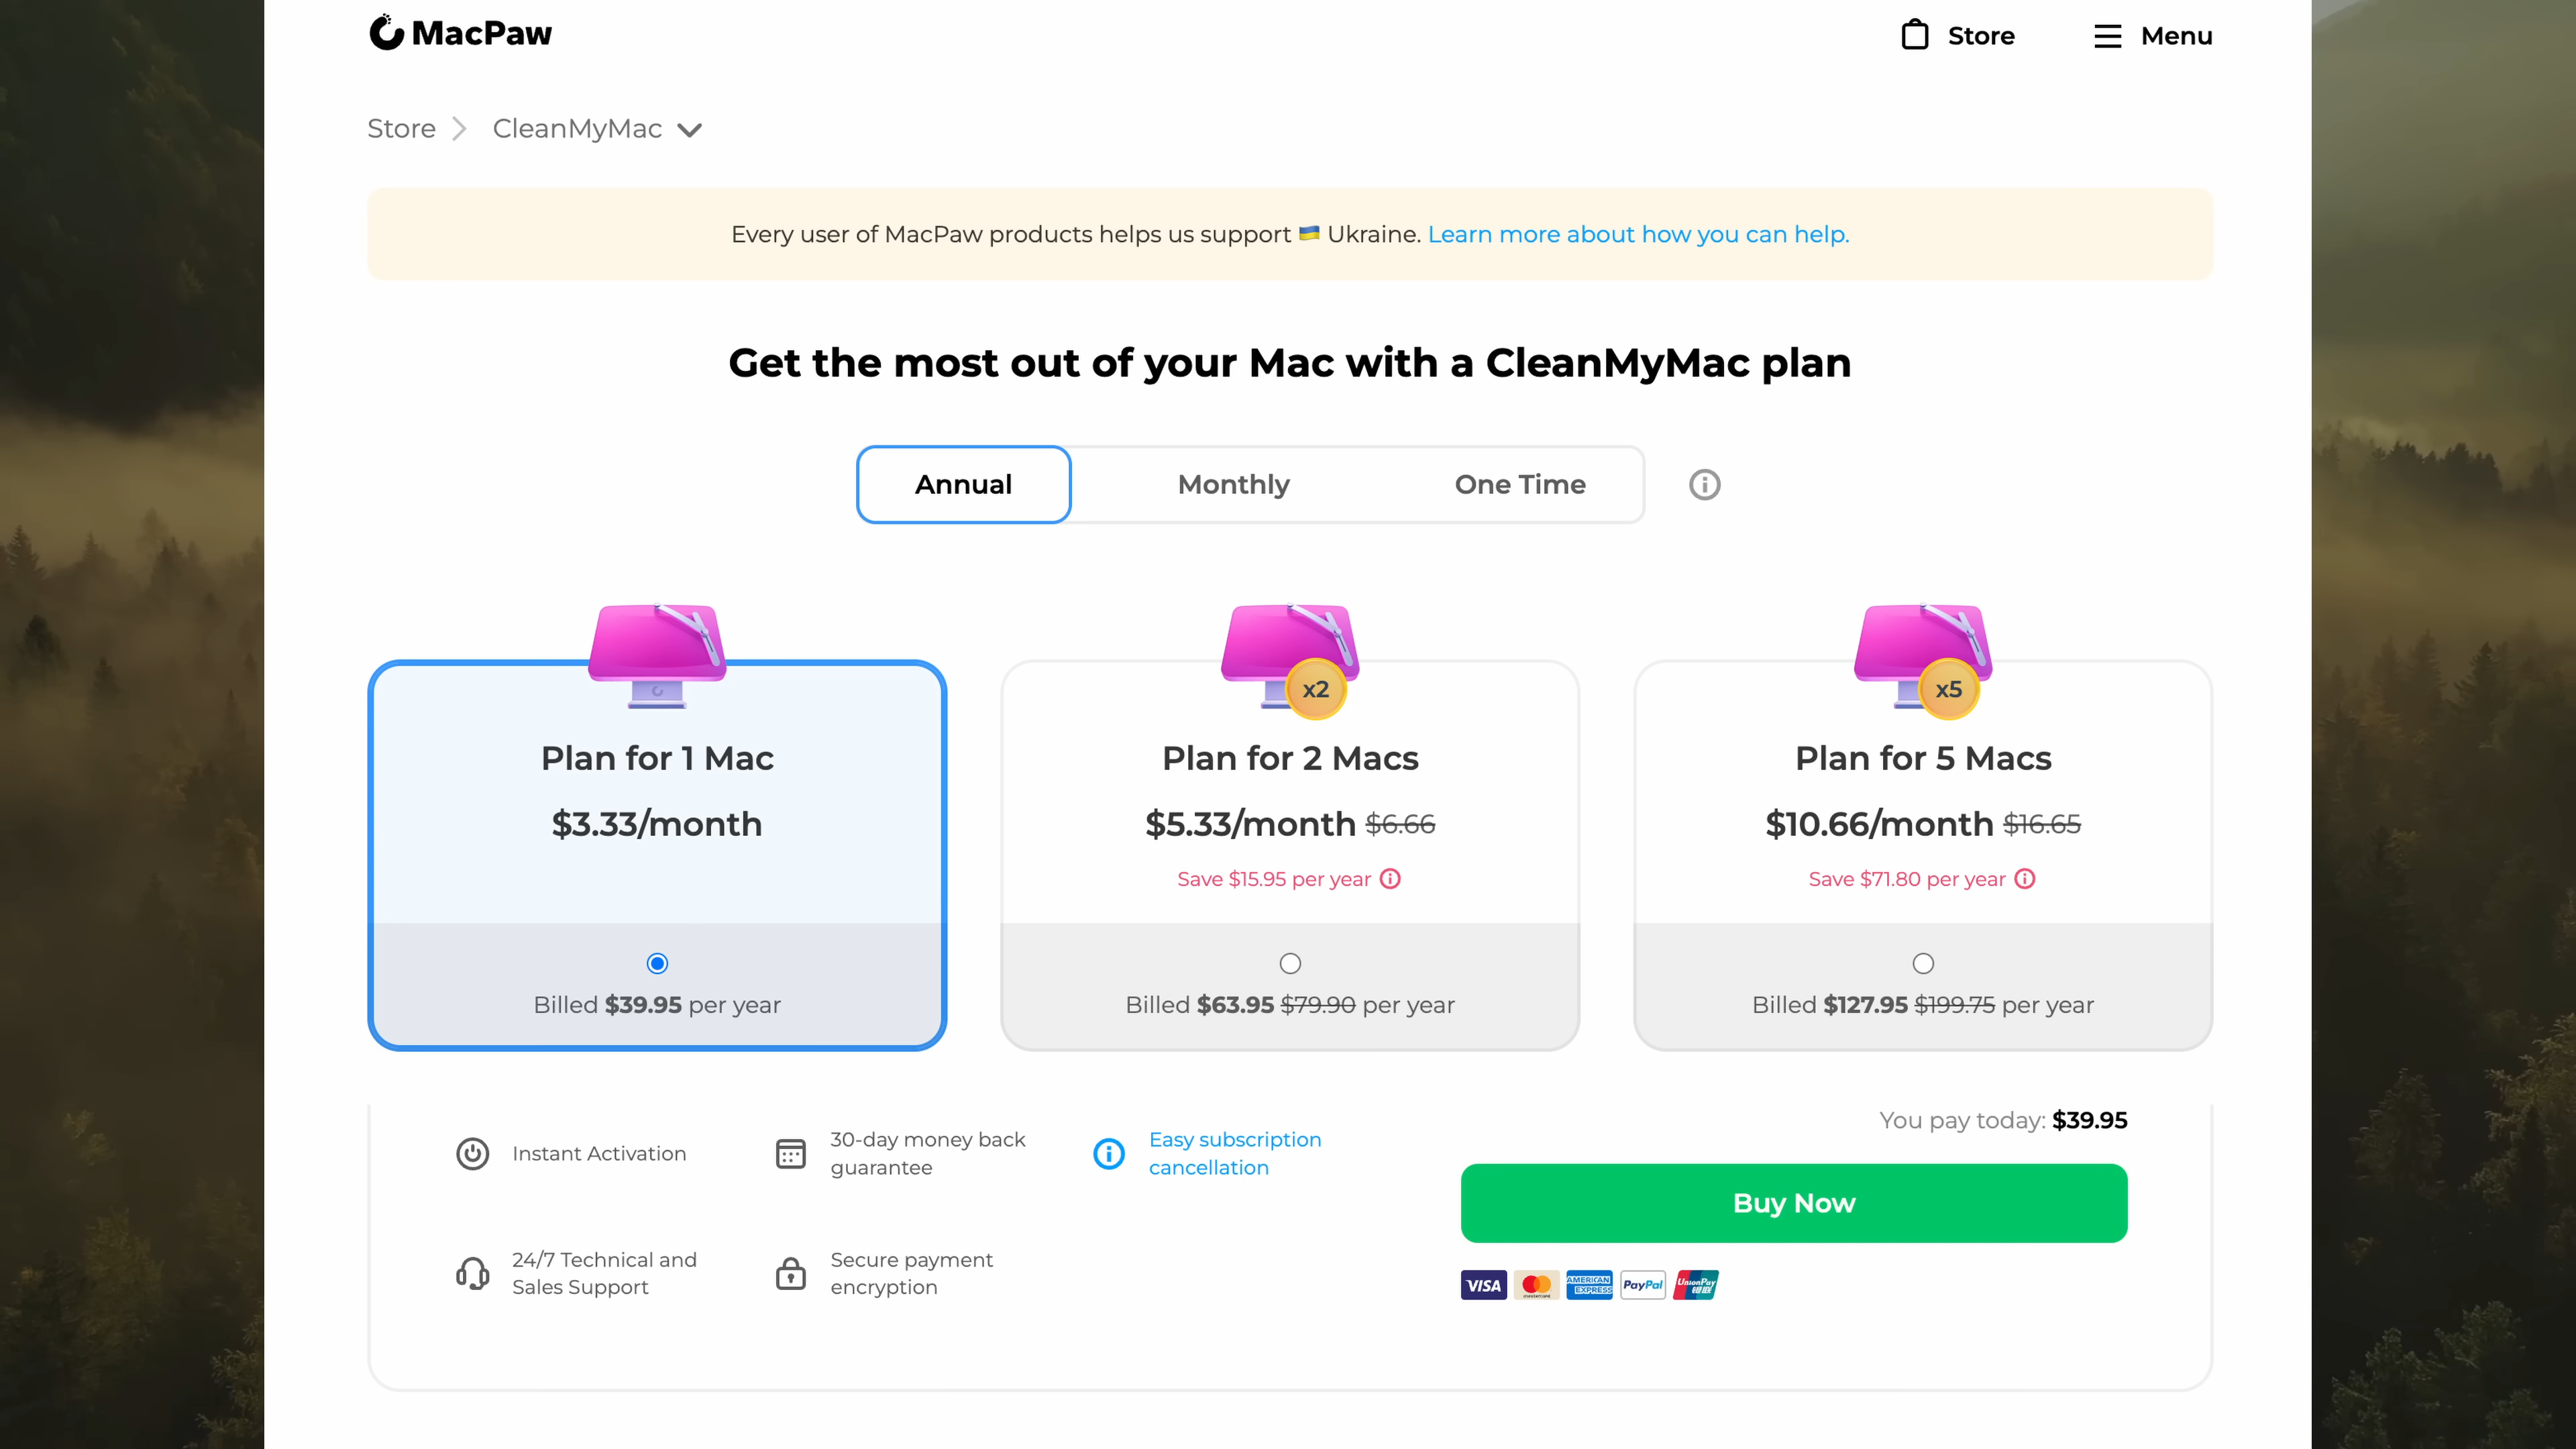 MacPaw
Store
Menu
Store
CleanMyMac
Every user of MacPaw products helps us support 🇺🇦 Ukraine. Learn more about how you can help.
Get the most out of your Mac with a CleanMyMac plan
Annual
Monthly
One Time
Plan for 1 Mac
$3.33/month
Billed $39.95 per year
x2
Plan for 2 Macs
$5.33/month $6.66
Save $15.95 per year
Billed $63.95 $79.90 per year
x5
Plan for 5 Macs
$10.66/month $16.65
Save $71.80 per year
Billed $127.95 $199.75 per year
Instant Activation
30-day money back
guarantee
Easy subscription
cancellation
24/7 Technical and
Sales Support
Secure payment
encryption
You pay today: $39.95
Buy Now
VISA
mastercard
AMERICAN
EXPRESS
PayPal
UnionPay
银联